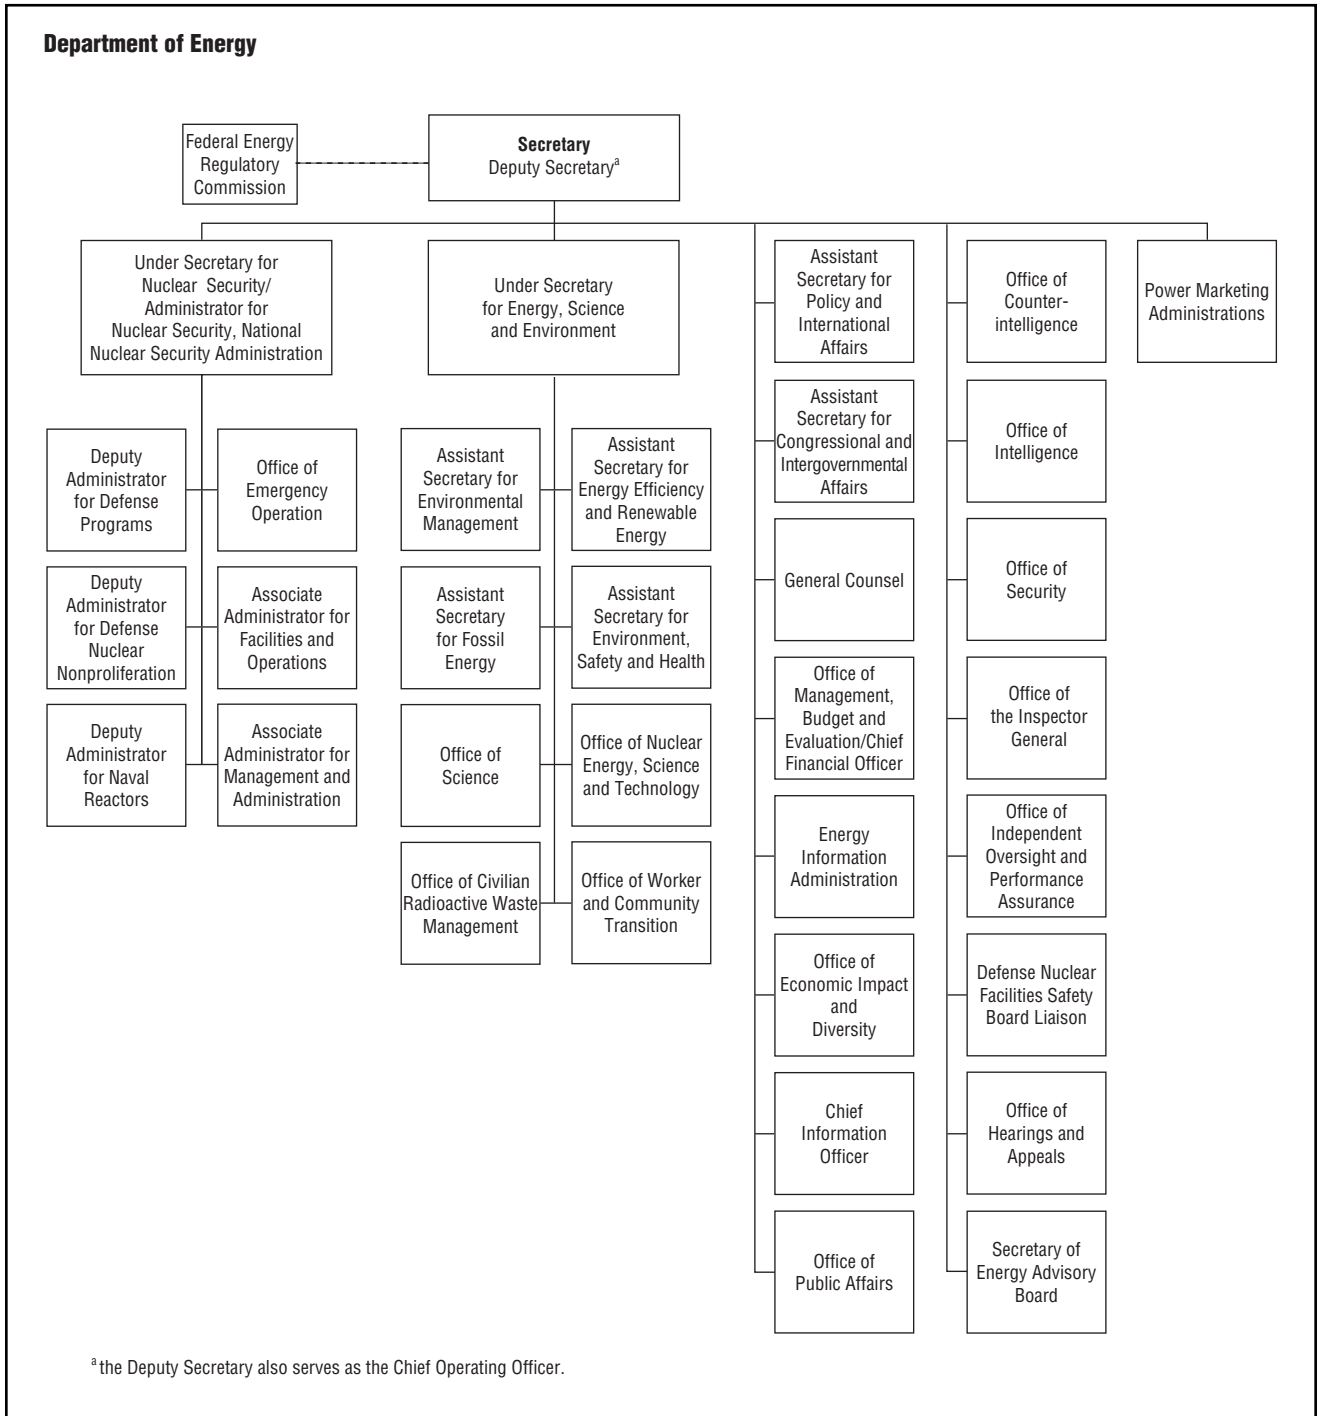 Department of Energy
Federal Energy
Regulatory
Commission
Secretary
Deputy Secretaryᵃ
Under Secretary for
Nuclear Security/
Administrator for
Nuclear Security, National
Nuclear Security Administration
Under Secretary
for Energy, Science
and Environment
Assistant
Secretary for
Policy and
International
Affairs
Office of
Counter-
intelligence
Power Marketing
Administrations
Assistant
Secretary for
Congressional and
Intergovernmental
Affairs
Office of
Intelligence
Deputy
Administrator
for Defense
Programs
Office of
Emergency
Operation
Assistant
Secretary for
Environmental
Management
Assistant
Secretary for
Energy Efficiency
and Renewable
Energy
General Counsel
Office of
Security
Deputy
Administrator
for Defense
Nuclear
Nonproliferation
Associate
Administrator for
Facilities and
Operations
Assistant
Secretary
for Fossil
Energy
Assistant
Secretary for
Environment,
Safety and Health
Office of
Management,
Budget and
Evaluation/Chief
Financial Officer
Office of
the Inspector
General
Deputy
Administrator
for Naval
Reactors
Associate
Administrator for
Management and
Administration
Office of
Science
Office of Nuclear
Energy, Science
and Technology
Energy
Information
Administration
Office of
Independent
Oversight and
Performance
Assurance
Office of Civilian
Radioactive Waste
Management
Office of Worker
and Community
Transition
Office of
Economic Impact
and
Diversity
Defense Nuclear
Facilities Safety
Board Liaison
Chief
Information
Officer
Office of
Hearings and
Appeals
Office of
Public Affairs
Secretary of
Energy Advisory
Board
ᵃ the Deputy Secretary also serves as the Chief Operating Officer.